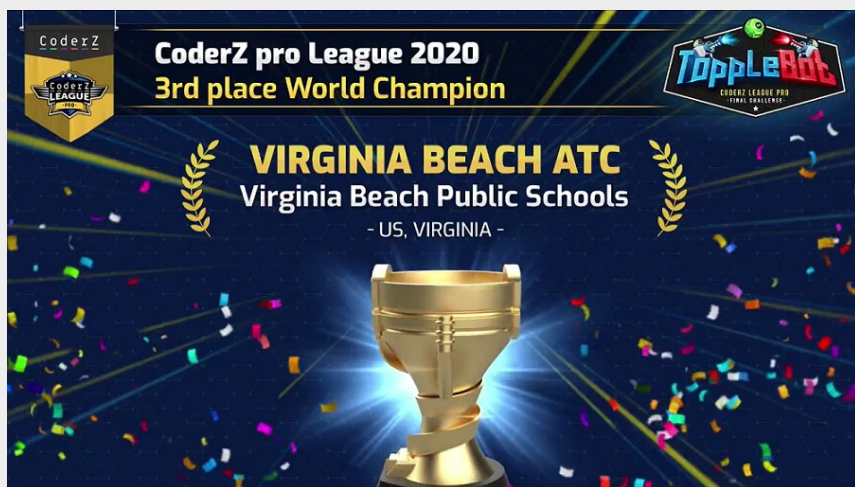 CoderZ
CoderZ
LEAGUE
-PRO-
CoderZ pro League 2020
3rd place World Champion
TOPPLEBOT
CODERZ LEAGUE PRO
-FINAL CHALLENGE-
VIRGINIA BEACH ATC
Virginia Beach Public Schools
- US, VIRGINIA -